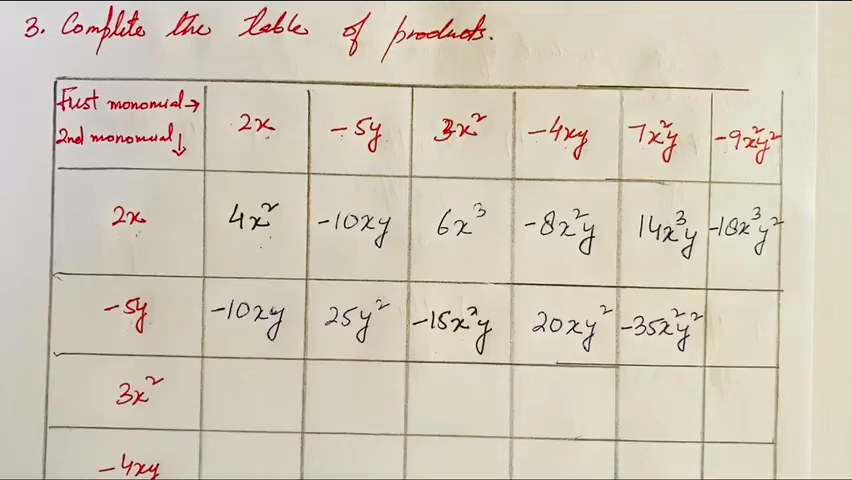 3. Complete the table of products.
First monomial → 2x -5y 3x² -4xy 7x²y -9x²y²
2nd monomial ↓
2x 4x² -10xy 6x³ -8x²y 14x³y -18x³y²
-5y -10xy 25y² -15x²y 20xy² -35x²y²
3x²
-4xy